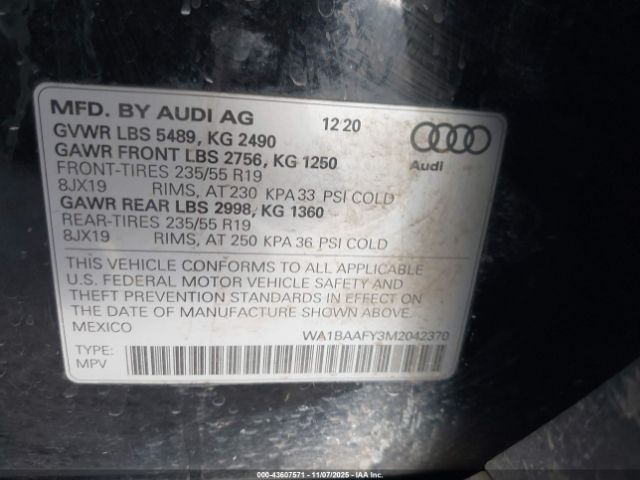 MFD. BY AUDI AG 12 20
GVWR LBS 5489, KG 2490
GAWR FRONT LBS 2756, KG 1250
Audi
FRONT-TIRES 235/55 R19
8JX19 RIMS, AT 230 KPA 33 PSI COLD
GAWR REAR LBS 2998, KG 1360
REAR-TIRES 235/55 R19
8JX19 RIMS, AT 250 KPA 36 PSI COLD
THIS VEHICLE CONFORMS TO ALL APPLICABLE
U.S. FEDERAL MOTOR VEHICLE SAFETY AND
THEFT PREVENTION STANDARDS IN EFFECT ON
THE DATE OF MANUFACTURE SHOWN ABOVE.
MEXICO WA1BAAFY3M2042370
TYPE:
MPV
00-43607571 11/07/2025 IAA Inc. All Rights Reserved